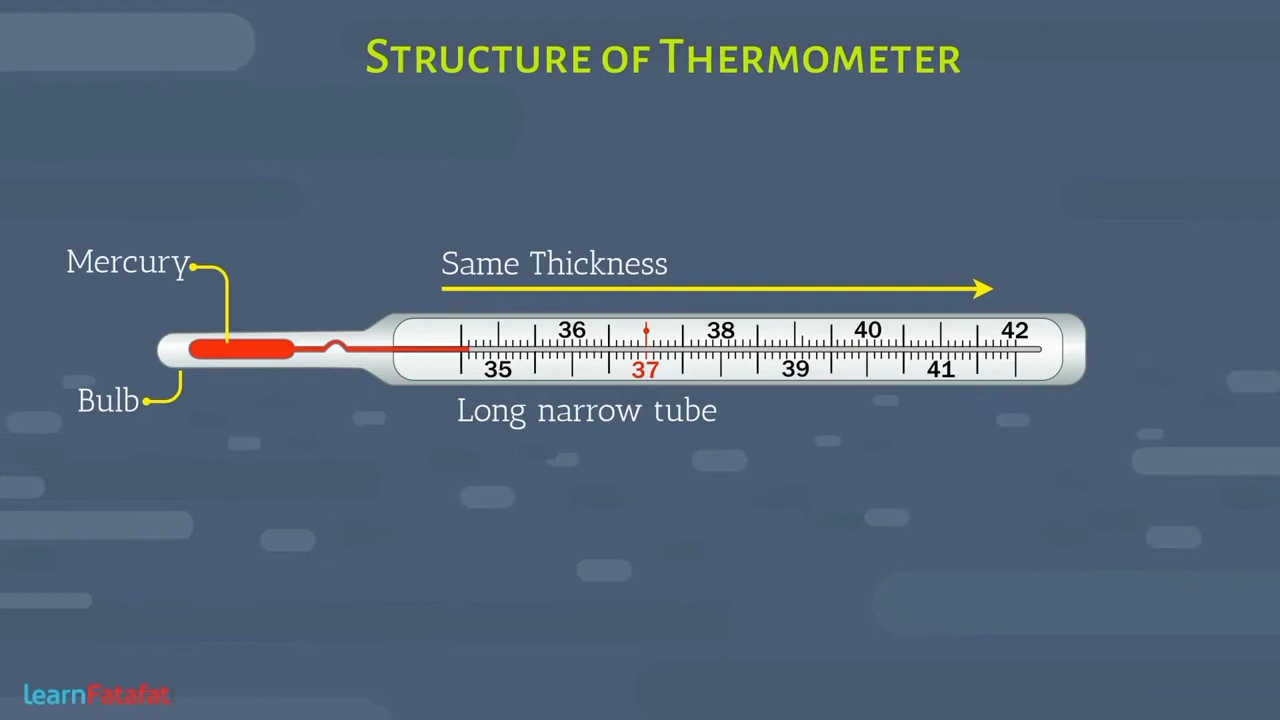 Structure of Thermometer
Mercury
Same Thickness
36 38 40 42
35 37 39 41
Bulb
Long narrow tube
learnFatafat